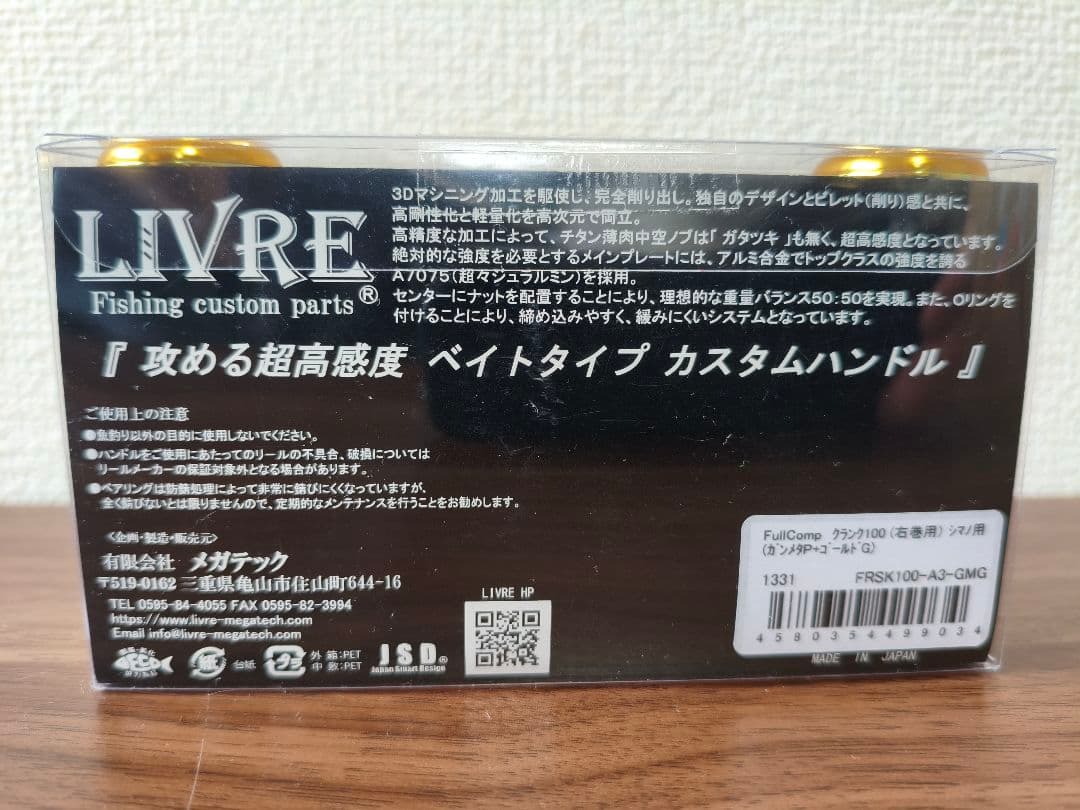 LIVRE
Fishing custom parts®
3Dマシニング加工を駆使し、完全削り出し。独自のデザインとビレット(削り)感と共に、
高剛性化と軽量化を高次元で両立。
高精度な加工によって、チタン薄肉中空ノブは「ガタツキ」も無く、超高感度となっています。
絶対的な強度を必要とするメインプレートには、アルミ合金でトップクラスの強度を誇る
A7075(超々ジュラルミン)を採用。
センターにナットを配置することにより、理想的な重量バランス50:50を実現。また、Oリングを
付けることにより、締め込みやすく、緩みにくいシステムとなっています。
『 攻める超高感度 ベイトタイプ カスタムハンドル 』
ご使用上の注意
●魚釣り以外の目的に使用しないでください。
●ハンドルをご使用にあたってのリールの不具合、破損については
リールメーカーの保証対象外となる場合があります。
●ベアリングは防錆処理によって非常に錆びにくくなっていますが、
全く錆びないとは限りませんので、定期的なメンテナンスを行うことをお勧めします。
<企画・製造・販売元>
有限会社 メガテック
〒519-0162 三重県亀山市住山町644-16
TEL 0595-84-4055 FAX 0595-82-3994
https://www.livre-megatech.com
Email info@livre-megatech.com
ECO
紙
台紙
プラ
外 箱:PET
中 敷:PET
JSD®
Japan Smart Design
LIVRE HP
FullComp クランク100 (右巻用) シマノ用
(ガンメタP+ゴールドG)
1331 FRSK100-A3-GMG
4580354499034
MADE IN JAPAN